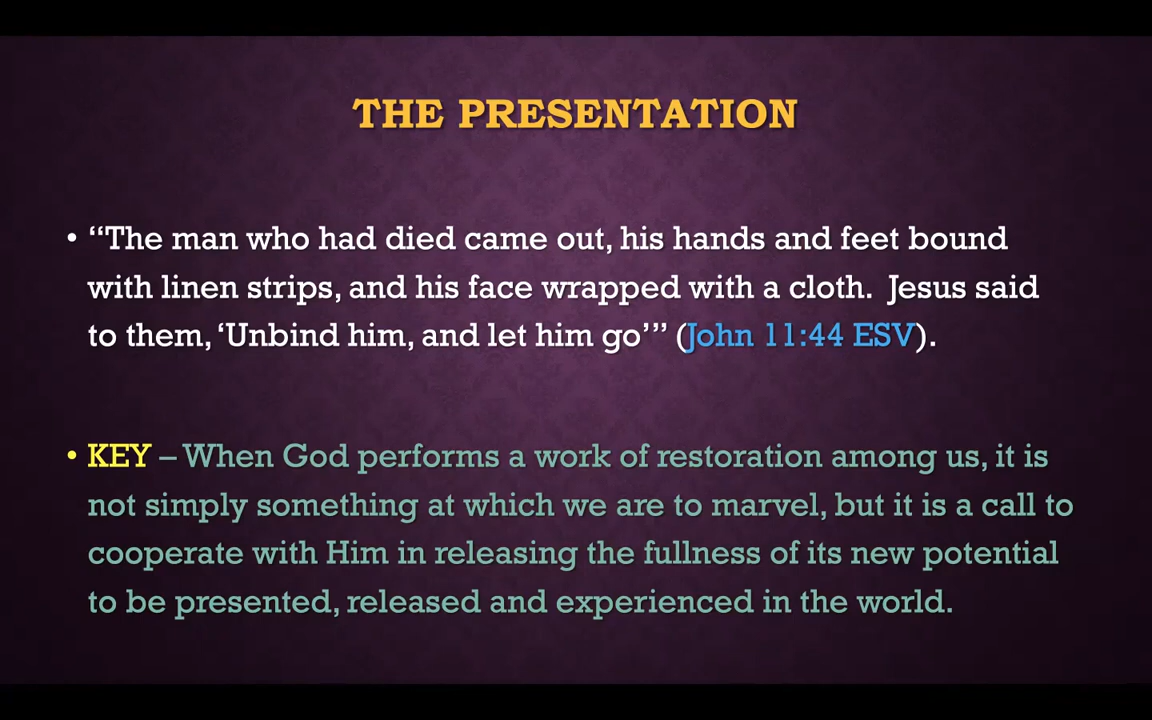 THE PRESENTATION
• “The man who had died came out, his hands and feet bound
with linen strips, and his face wrapped with a cloth.  Jesus said
to them, ‘Unbind him, and let him go’” (John 11:44 ESV).
• KEY – When God performs a work of restoration among us, it is
not simply something at which we are to marvel, but it is a call to
cooperate with Him in releasing the fullness of its new potential
to be presented, released and experienced in the world.